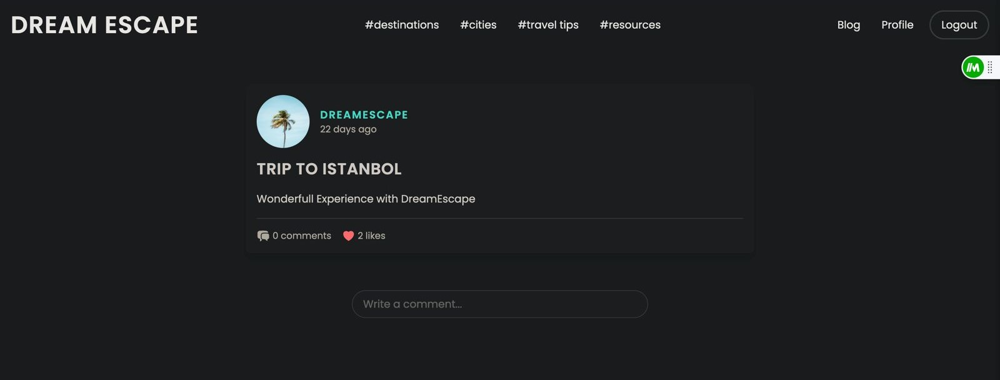 DREAM ESCAPE
#destinations #cities #travel tips #resources
Blog Profile Logout
DREAMESCAPE
22 days ago
TRIP TO ISTANBOL
Wonderfull Experience with DreamEscape
0 comments 2 likes
Write a comment...